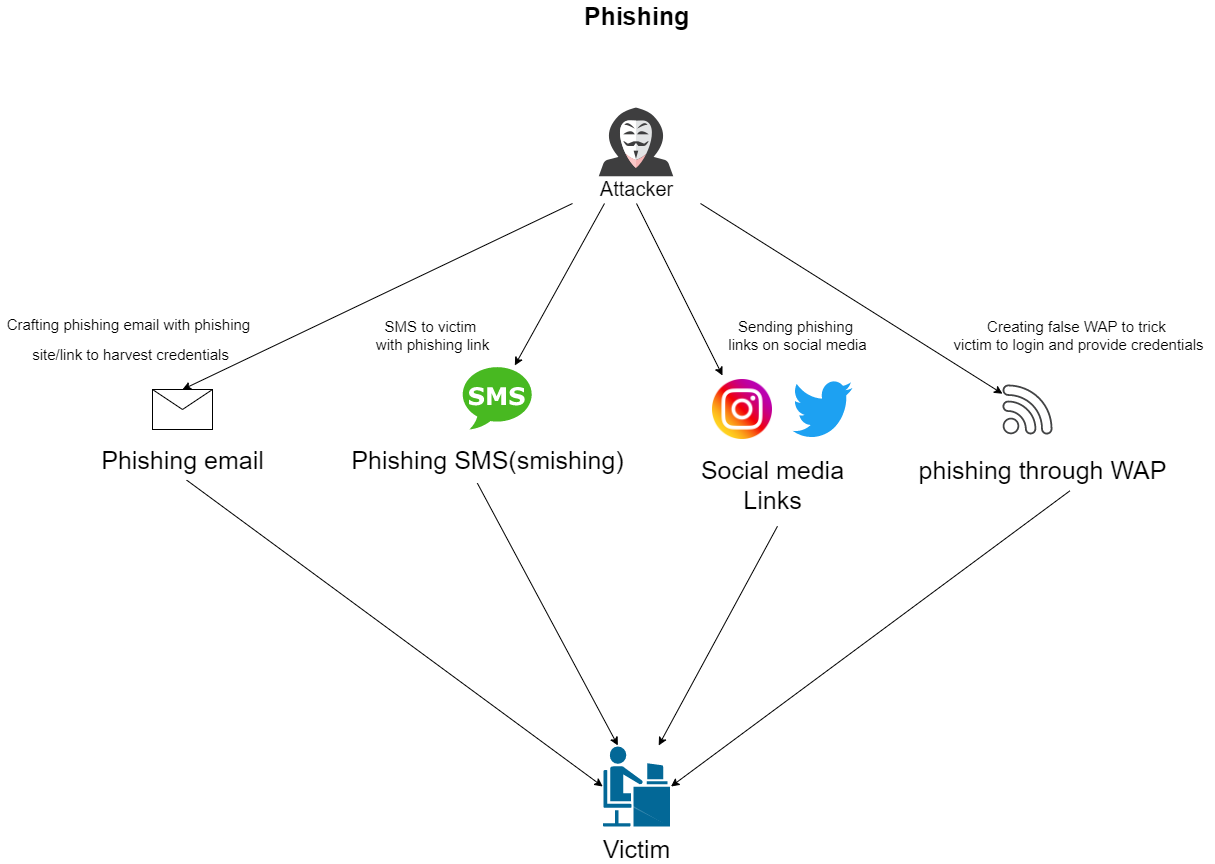 Phishing
Attacker
Crafting phishing email with phishing
site/link to harvest credentials
SMS to victim
with phishing link
Sending phishing
links on social media
Creating false WAP to trick
victim to login and provide credentials
SMS
Phishing email
Phishing SMS(smishing)
Social media
Links
phishing through WAP
Victim